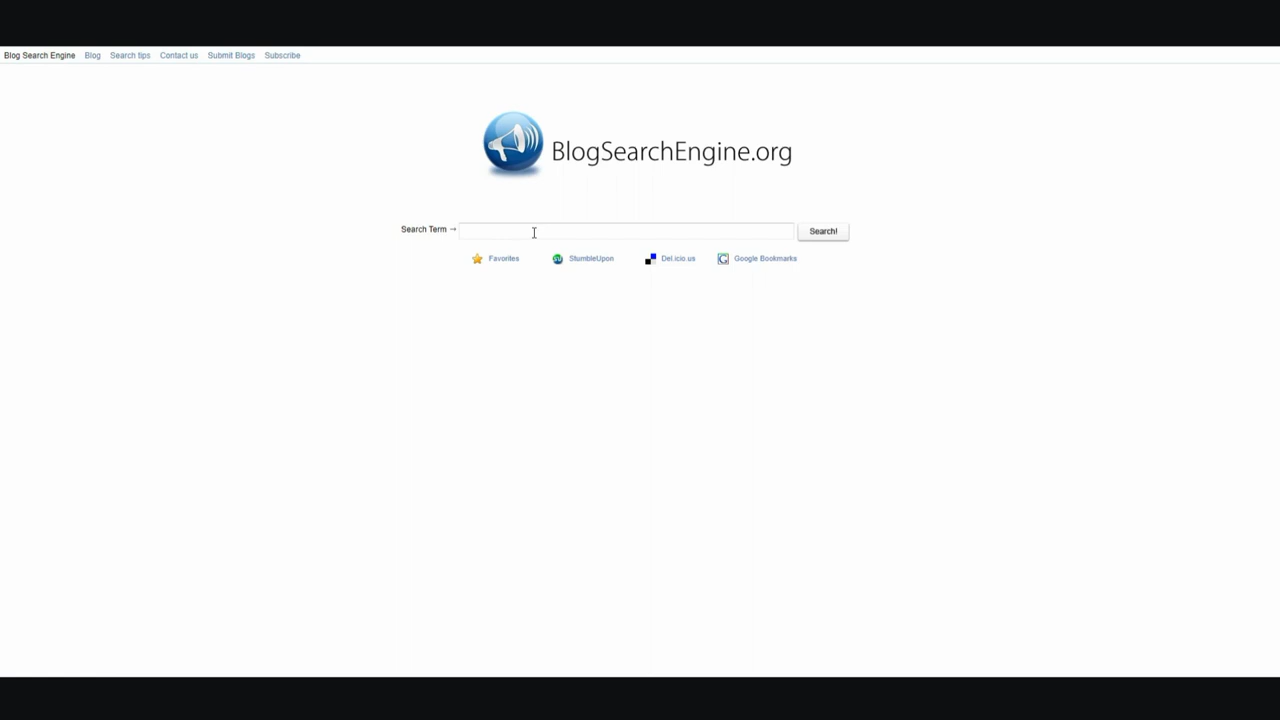 Blog Search Engine Blog Search tips Contact us Submit Blogs Subscribe
BlogSearchEngine.org
Search Term → Search!
Favorites StumbleUpon Del.icio.us Google Bookmarks